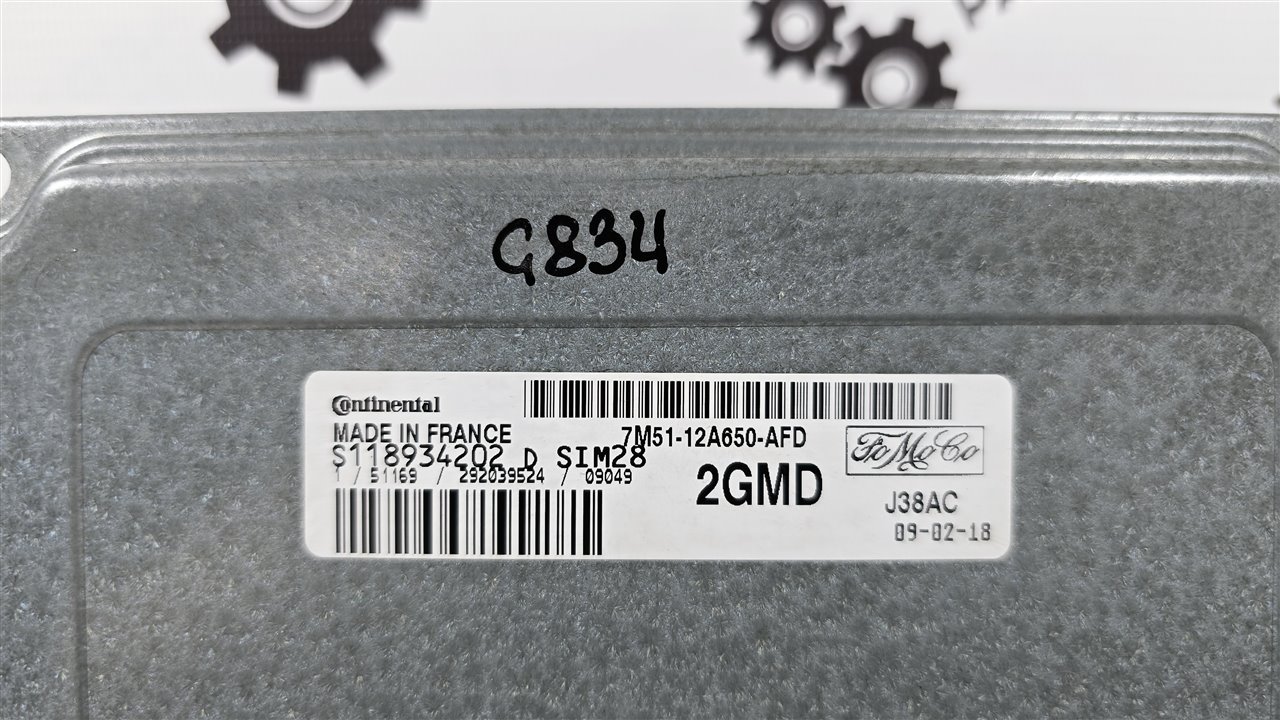 G834
Continental
MADE IN FRANCE
7M51-12A650-AFD
FoMoCo
S118934202 D SIM28
1 / 51169 / 292039524 / 09049
2GMD
J38AC
09-02-18